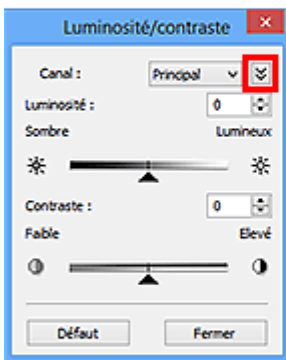 Luminosité/contraste
Canal : Principal
Luminosité : 0
Sombre Lumineux
Contraste : 0
Faible Elevé
Défaut Fermer